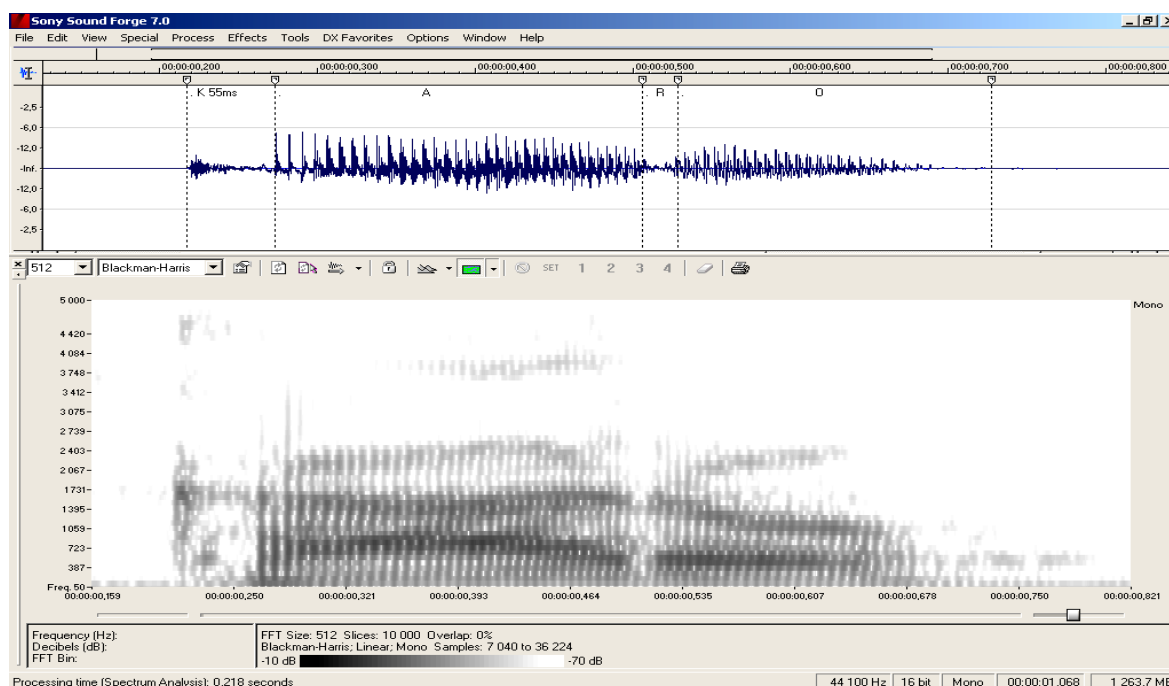 Sony Sound Forge 7.0
File Edit View Special Process Effects Tools DX Favorites Options Window Help
,00:00:00,200 ,00:00:00,300 ,00:00:00,400 ,00:00:00,500 ,00:00:00,600 ,00:00:00,700 ,00:00:00,800
. K 55ms . A . R . O
-2,5
-6,0
-12,0
-Inf.
-12,0
-6,0
-2,5
512 Blackman-Harris SET 1 2 3 4
5 000
Mono
4 420
4 084
3 748
3 412
3 075
2 739
2 403
2 067
1731
1 395
1 059
723
387
Freq. 50
00:00:00,159 00:00:00,250 00:00:00,321 00:00:00,393 00:00:00,464 00:00:00,535 00:00:00,607 00:00:00,678 00:00:00,750 00:00:00,821
Frequency (Hz):
Decibels (dB):
FFT Bin:
FFT Size: 512 Slices: 10 000 Overlap: 0%
Blackman-Harris; Linear; Mono Samples: 7 040 to 36 224
-10 dB -70 dB
Processing time (Spectrum Analysis): 0.218 seconds 44 100 Hz 16 bit Mono 00:00:01.068 1 263.7 MB